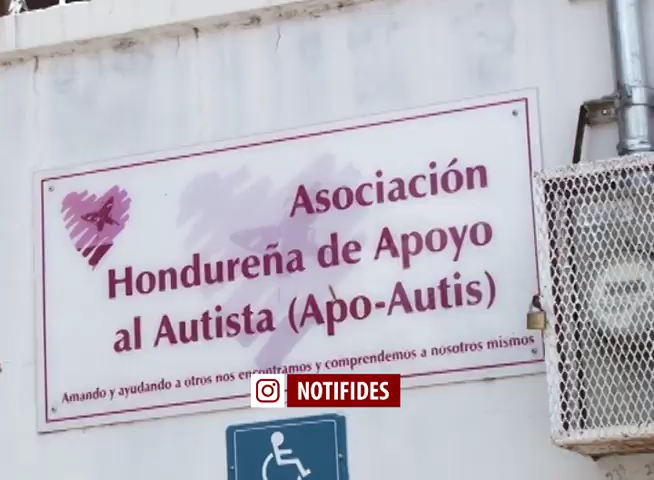 Asociación
Hondureña de Apoyo
al Autista (Apo-Autis)
Amando y ayudando a otros nos encontramos y comprendemos a nosotros mismos
NOTIFIDES